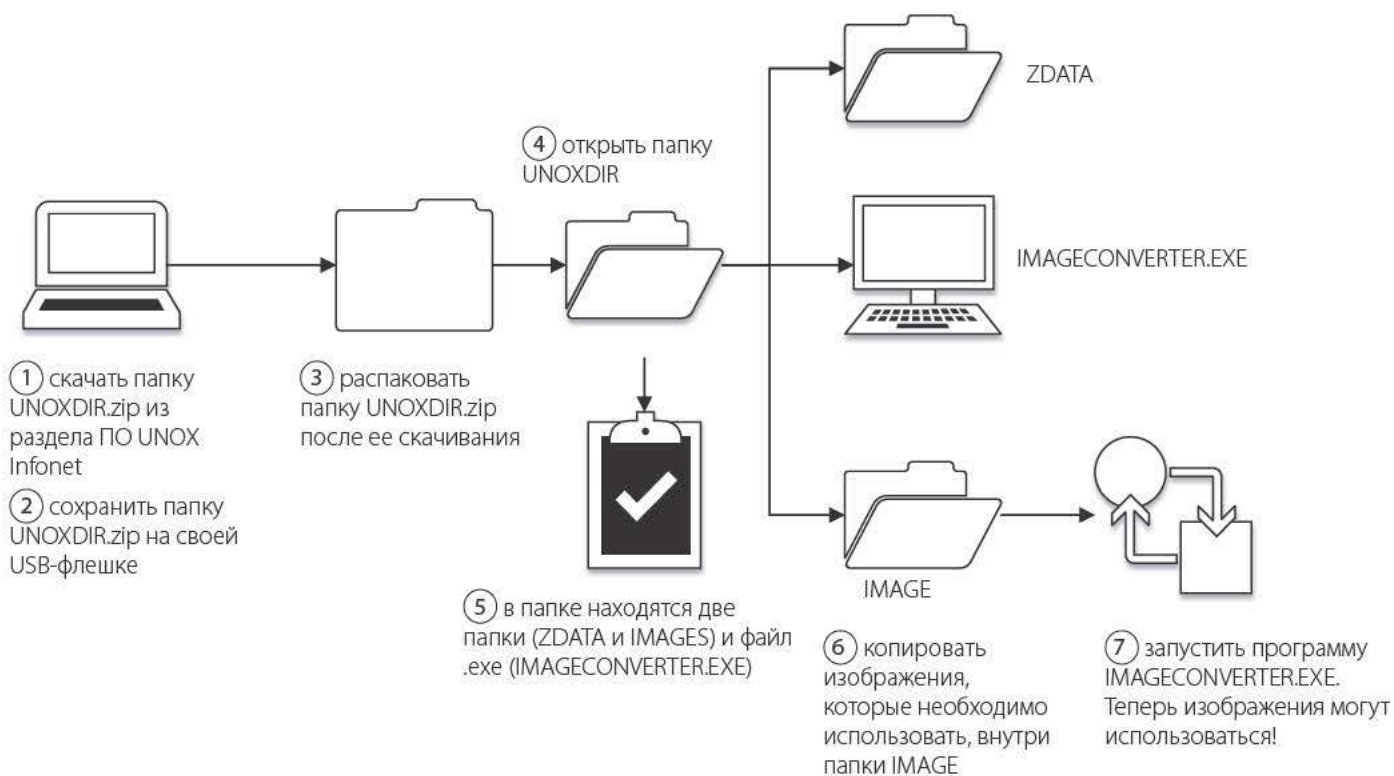 ① скачать папку
UNOXDIR.zip из
раздела ПО UNOX
Infonet
② сохранить папку
UNOXDIR.zip на своей
USB-флешке
③ распаковать
папку UNOXDIR.zip
после ее скачивания
④ открыть папку
UNOXDIR
⑤ в папке находятся две
папки (ZDATA и IMAGES) и файл
.exe (IMAGECONVERTER.EXE)
ZDATA
IMAGECONVERTER.EXE
IMAGE
⑥ копировать
изображения,
которые необходимо
использовать, внутри
папки IMAGE
⑦ запустить программу
IMAGECONVERTER.EXE.
Теперь изображения могут
использоваться!